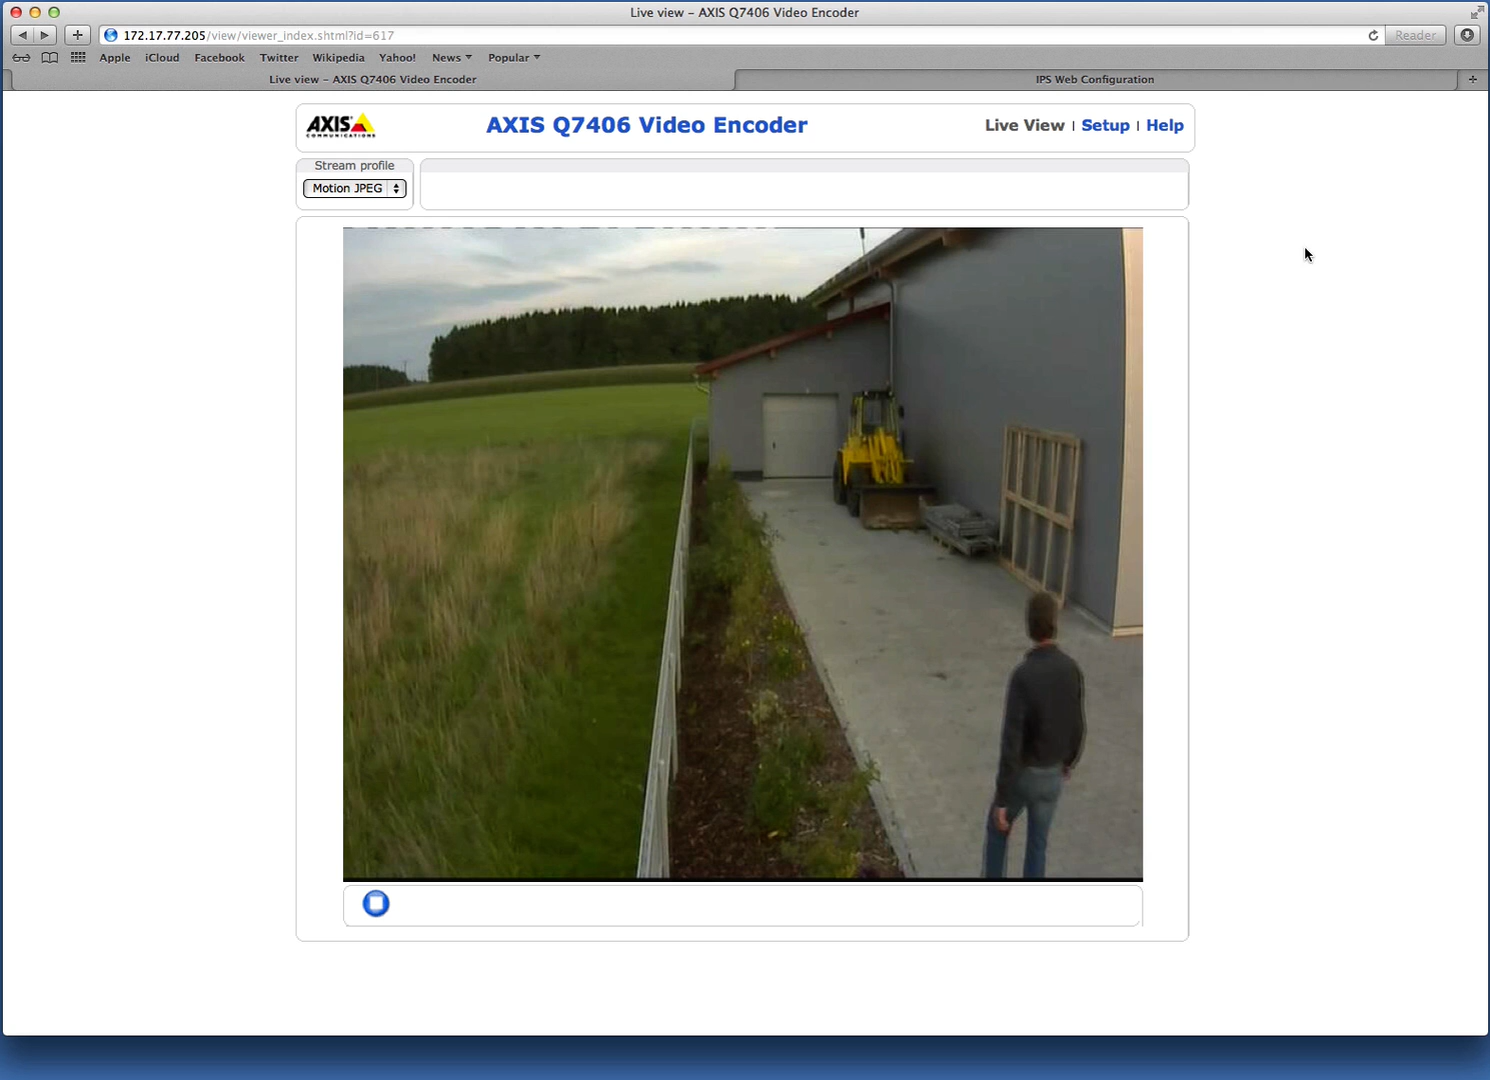 Live view – AXIS Q7406 Video Encoder
172.17.77.205/view/viewer_index.shtml?id=617
Reader
Apple iCloud Facebook Twitter Wikipedia Yahoo! News Popular
Live view – AXIS Q7406 Video Encoder
IPS Web Configuration
AXIS
COMMUNICATIONS
AXIS Q7406 Video Encoder
Live View | Setup | Help
Stream profile
Motion JPEG